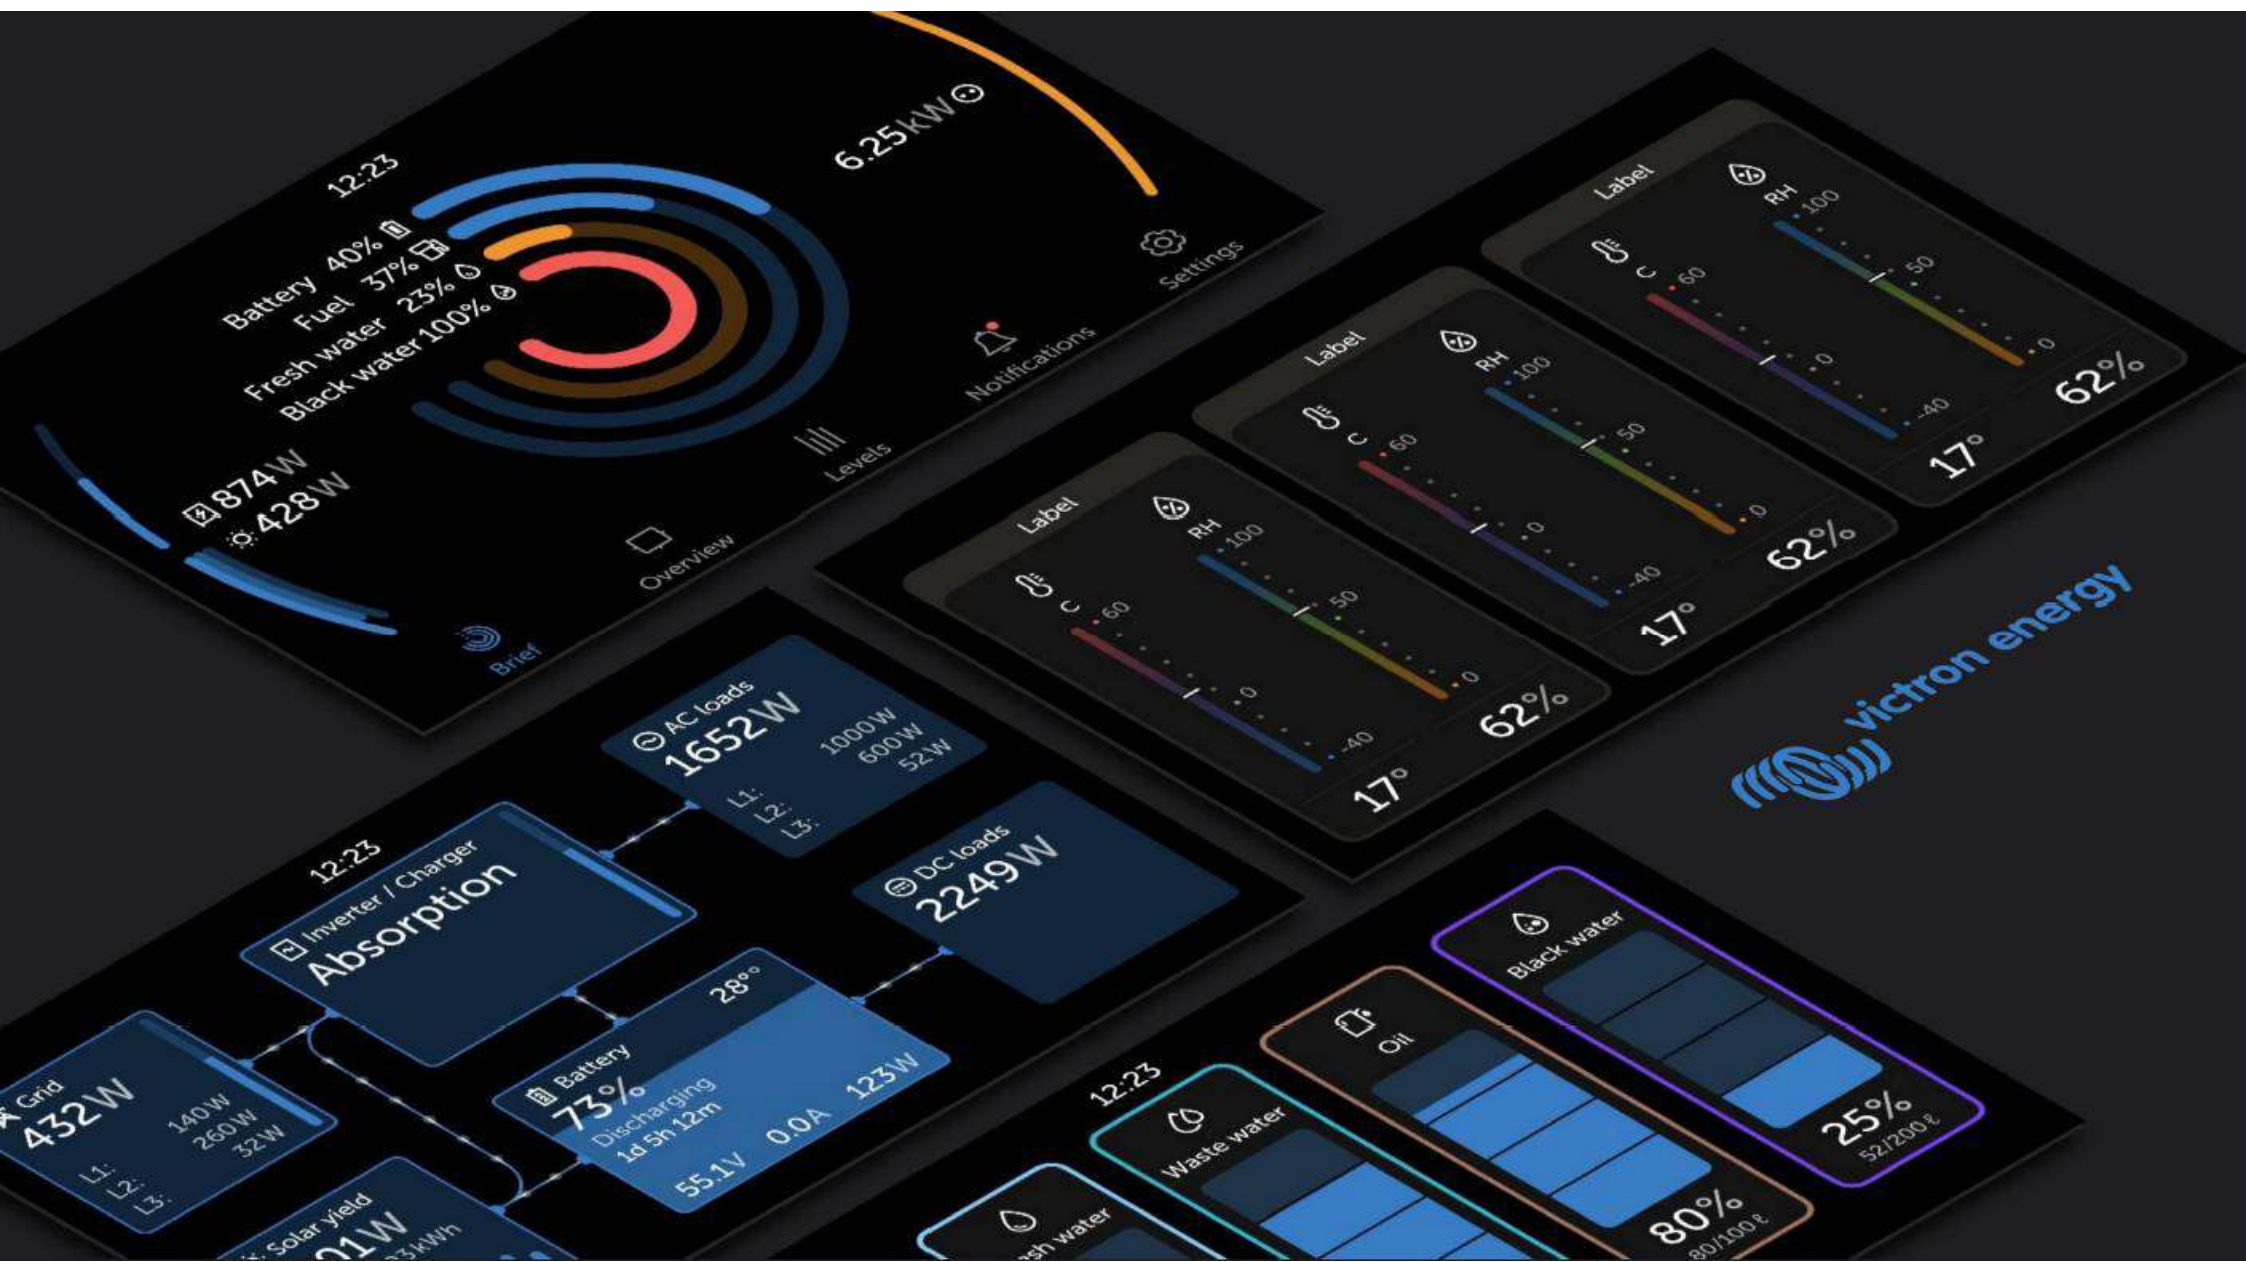 12:23
Battery 40%
Fuel 37%
Fresh water 23%
Black water 100%
6.25kW
874W
428W
Brief
Overview
Levels
Notifications
Settings
Label
C
60
0
-40
RH
100
50
0
17°
62%
Label
C
60
0
-40
RH
100
50
0
17°
62%
Label
C
60
0
-40
RH
100
50
0
17°
62%
victron energy
12:23
Grid
432W
L1: 140W
L2: 260W
L3: 32W
Inverter / Charger
Absorption
AC loads
1652W
L1: 1000W
L2: 600W
L3: 52W
DC loads
2249W
Battery 28°
73%
Discharging
1d 5h 12m
55.1V 0.0A 123W
Solar yield
12:23
water
Waste water
Oil
80%
80/100ℓ
Black water
25%
52/200ℓ